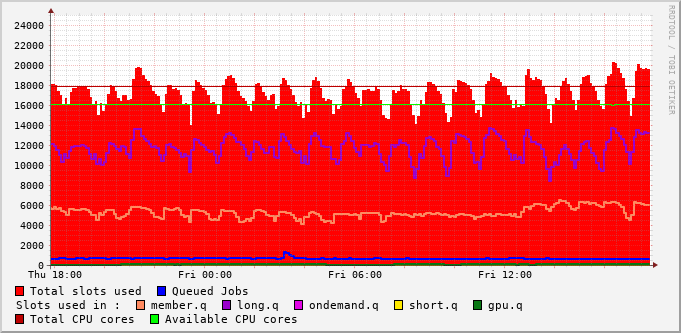 24000
22000
20000
18000
16000
14000
12000
10000
8000
6000
4000
2000
0
Thu 18:00 Fri 00:00 Fri 06:00 Fri 12:00
RRDTOOL / TOBI OETIKER
Total slots used Queued Jobs
Slots used in : member.q long.q ondemand.q short.q gpu.q
Total CPU cores Available CPU cores